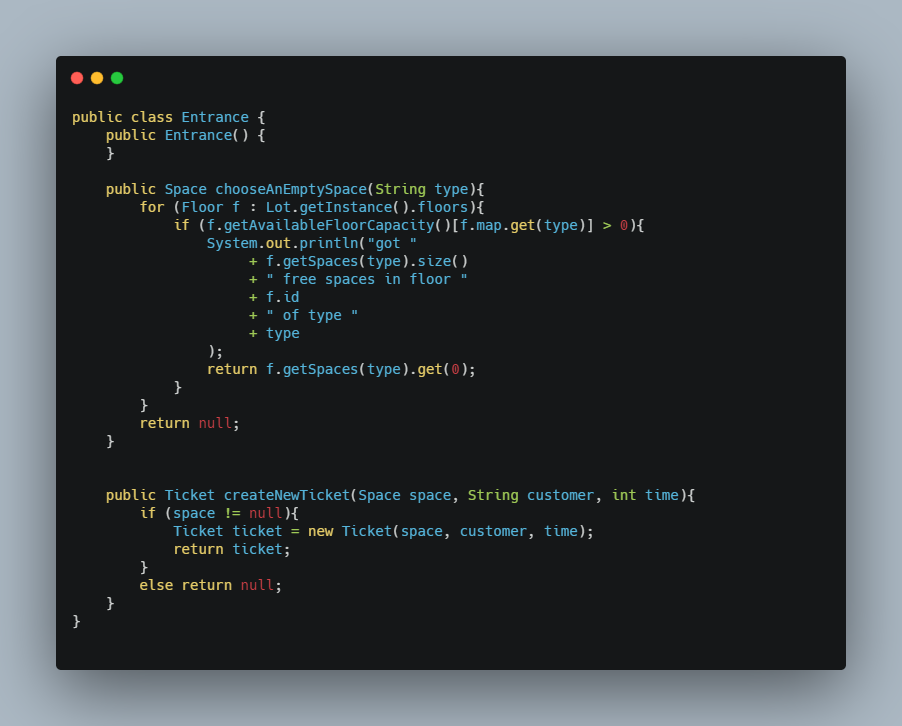 public class Entrance {
    public Entrance() {
    }

    public Space chooseAnEmptySpace(String type){
        for (Floor f : Lot.getInstance().floors){
            if (f.getAvailableFloorCapacity()[f.map.get(type)] > 0){
                System.out.println("got "
                     + f.getSpaces(type).size()
                     + " free spaces in floor "
                     + f.id
                     + " of type "
                     + type
                );
                return f.getSpaces(type).get(0);
            }
        }
        return null;
    }


    public Ticket createNewTicket(Space space, String customer, int time){
        if (space != null){
            Ticket ticket = new Ticket(space, customer, time);
            return ticket;
        }
        else return null;
    }
}